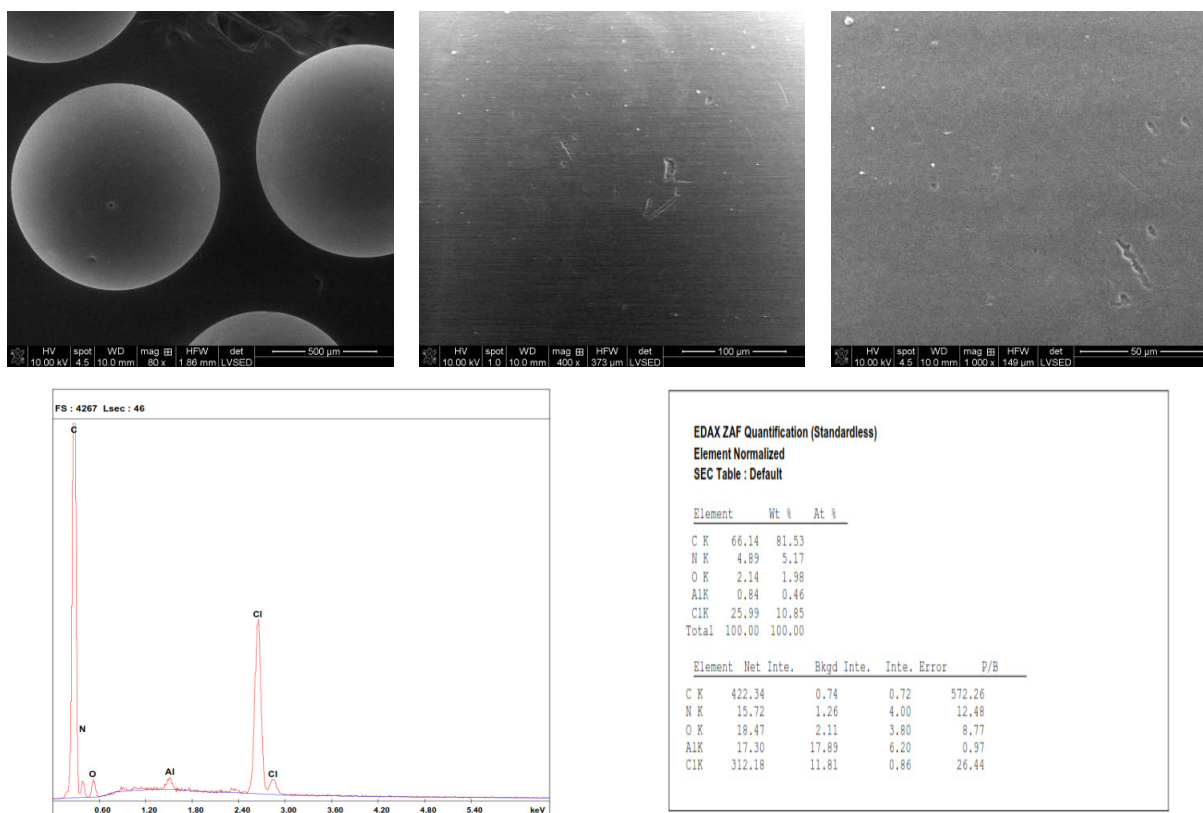 HV spot WD mag HFW det 500 µm
10.00 kV 4.5 10.0 mm 80 x 1.86 mm LVSED
HV spot WD mag HFW det 100 µm
10.00 kV 1.0 10.0 mm 400 x 373 µm LVSED
HV spot WD mag HFW det 50 µm
10.00 kV 4.5 10.0 mm 1 000 x 149 µm LVSED
FS : 4267 Lsec : 46
C
N
O
Al
Cl
Cl
0.60 1.20 1.80 2.40 3.00 3.60 4.20 4.80 5.40 keV
EDAX ZAF Quantification (Standardless)
Element Normalized
SEC Table : Default
Element Wt % At %
C K 66.14 81.53
N K 4.89 5.17
O K 2.14 1.98
AlK 0.84 0.46
ClK 25.99 10.85
Total 100.00 100.00
Element Net Inte. Bkgd Inte. Inte. Error P/B
C K 422.34 0.74 0.72 572.26
N K 15.72 1.26 4.00 12.48
O K 18.47 2.11 3.80 8.77
AlK 17.30 17.89 6.20 0.97
ClK 312.18 11.81 0.86 26.44